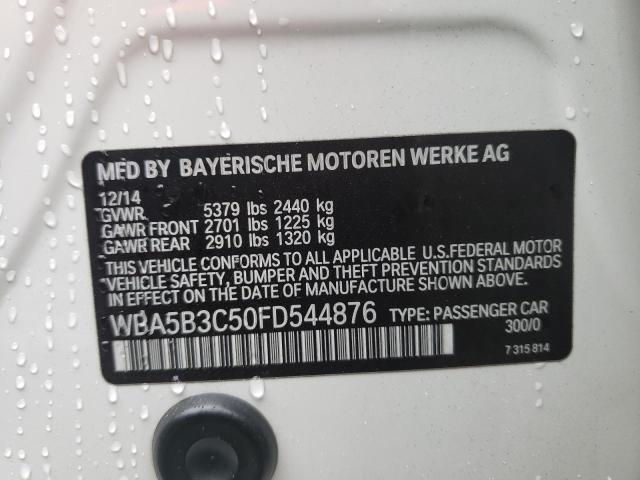 MFD BY BAYERISCHE MOTOREN WERKE AG
12/14
GVWR 5379 lbs 2440 kg
GAWR FRONT 2701 lbs 1225 kg
GAWR REAR 2910 lbs 1320 kg
THIS VEHICLE CONFORMS TO ALL APPLICABLE U.S.FEDERAL MOTOR
VEHICLE SAFETY, BUMPER AND THEFT PREVENTION STANDARDS
IN EFFECT ON THE DATE OF MANUFACTURE SHOWN ABOVE.
WBA5B3C50FD544876 TYPE: PASSENGER CAR
300/0
7 315 814